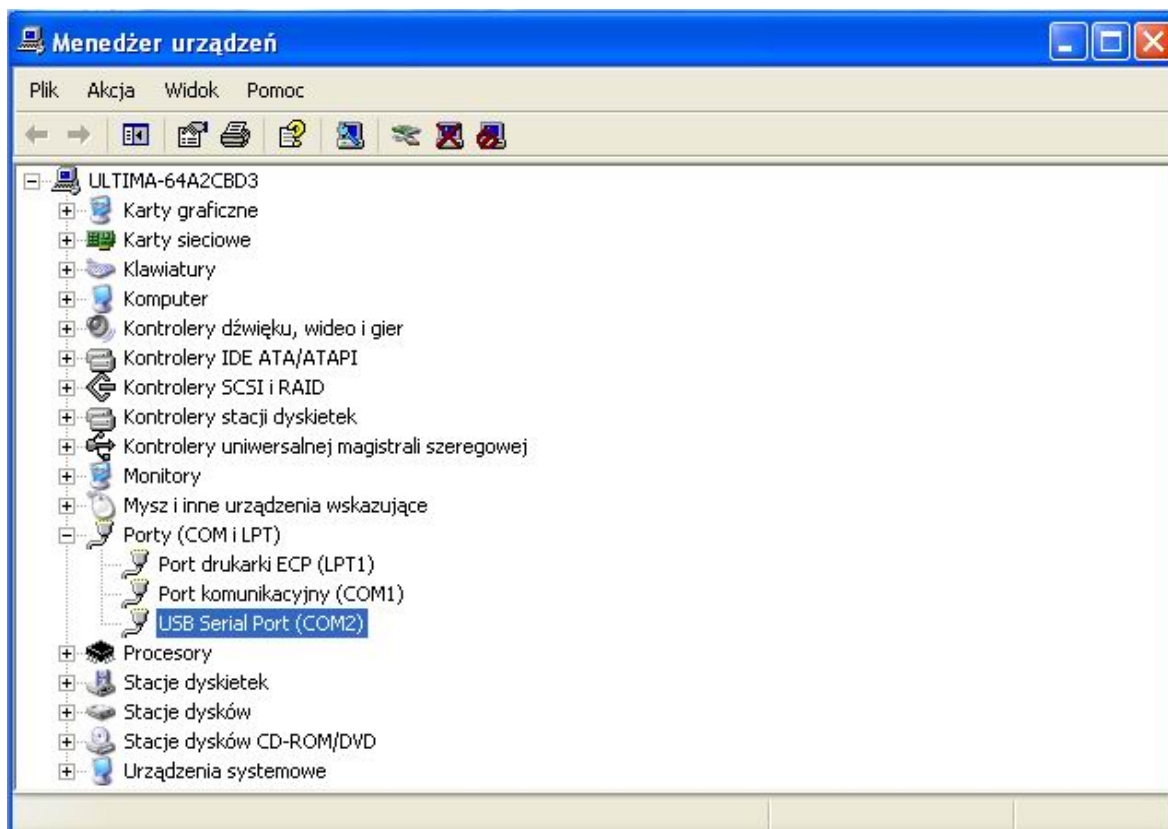 Menedżer urządzeń
Plik Akcja Widok Pomoc
ULTIMA-64A2CBD3
Karty graficzne
Karty sieciowe
Klawiatury
Komputer
Kontrolery dźwięku, wideo i gier
Kontrolery IDE ATA/ATAPI
Kontrolery SCSI i RAID
Kontrolery stacji dyskietek
Kontrolery uniwersalnej magistrali szeregowej
Monitory
Mysz i inne urządzenia wskazujące
Porty (COM i LPT)
Port drukarki ECP (LPT1)
Port komunikacyjny (COM1)
USB Serial Port (COM2)
Procesory
Stacje dyskietek
Stacje dysków
Stacje dysków CD-ROM/DVD
Urządzenia systemowe